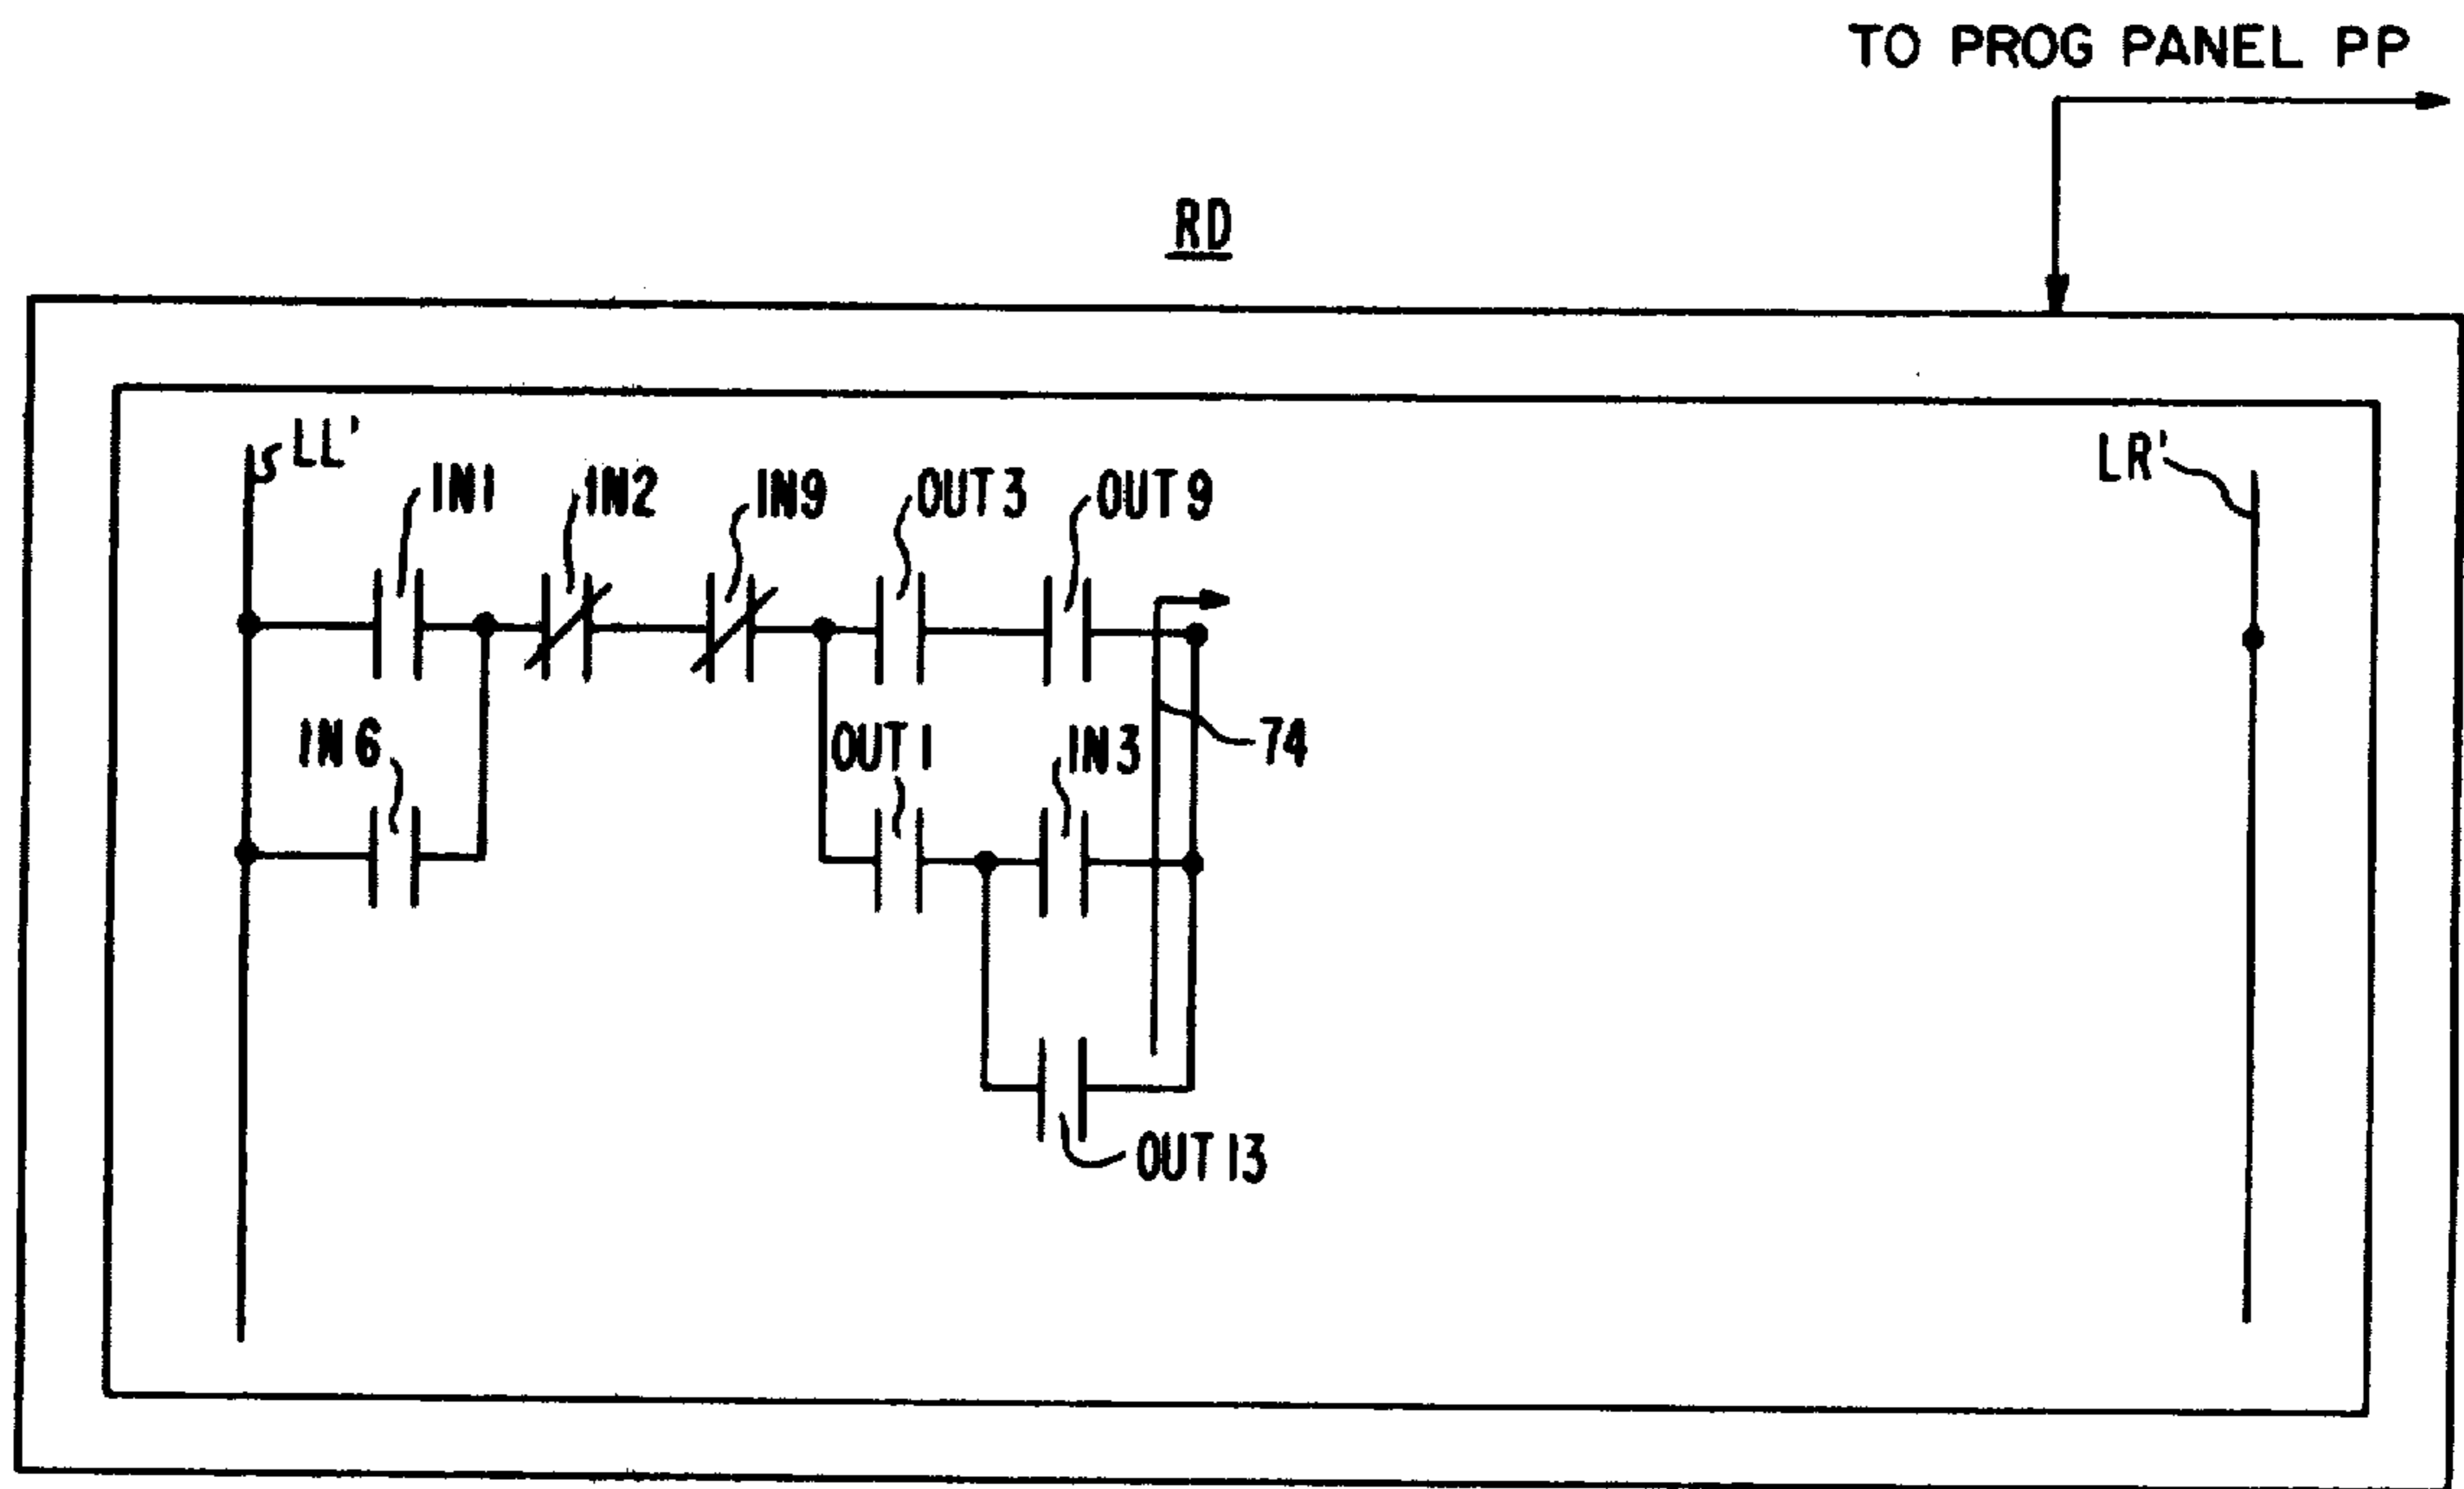 TO PROG PANEL PP
RD
LL'
IN1
IN2
IN9
OUT3
OUT9
LR'
IN6
OUT1
IN3
74
OUT13